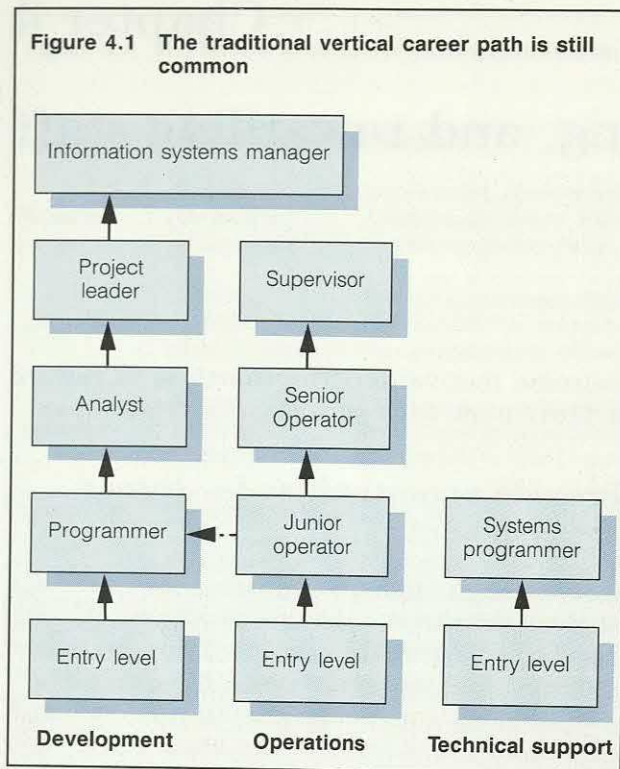 Figure 4.1 The traditional vertical career path is still
common
Information systems manager
Project
leader
Supervisor
Analyst
Senior
Operator
Programmer
Junior
operator
Systems
programmer
Entry level
Entry level
Entry level
Development
Operations
Technical support